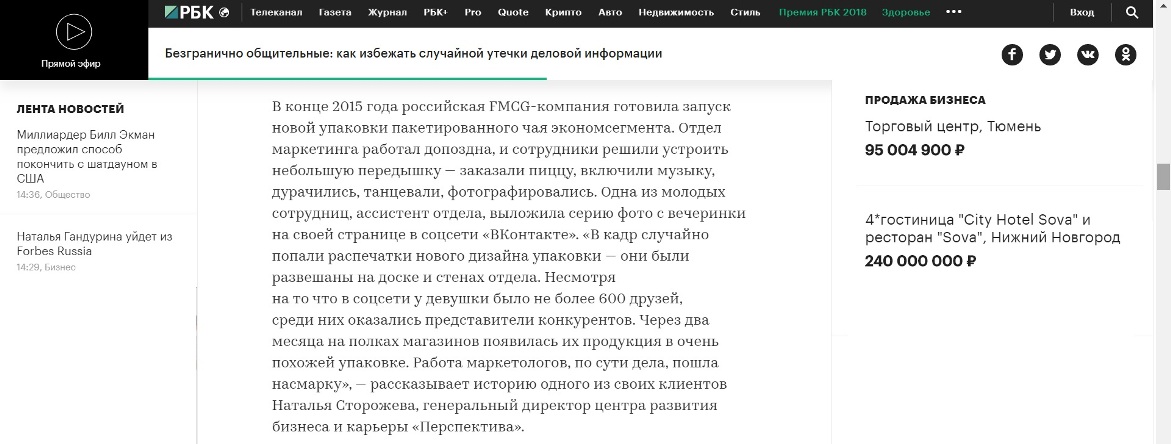 РБК
Телеканал Газета Журнал РБК+ Pro Quote Крипто Авто Недвижимость Стиль Премия РБК 2018 Здоровье ••• Вход
Прямой эфир
Безгранично общительные: как избежать случайной утечки деловой информации
ЛЕНТА НОВОСТЕЙ
Миллиардер Билл Экман
предложил способ
покончить с шатдауном в
США
14:36, Общество
Наталья Гандурина уйдет из
Forbes Russia
14:29, Бизнес
В конце 2015 года российская FMCG-компания готовила запуск
новой упаковки пакетированного чая экономсегмента. Отдел
маркетинга работал допоздна, и сотрудники решили устроить
небольшую передышку — заказали пиццу, включили музыку,
дурачились, танцевали, фотографировались. Одна из молодых
сотрудниц, ассистент отдела, выложила серию фото с вечеринки
на своей странице в соцсети «ВКонтакте». «В кадр случайно
попали распечатки нового дизайна упаковки — они были
развешаны на доске и стенах отдела. Несмотря
на то что в соцсети у девушки было не более 600 друзей,
среди них оказались представители конкурентов. Через два
месяца на полках магазинов появилась их продукция в очень
похожей упаковке. Работа маркетологов, по сути дела, пошла
насмарку», — рассказывает историю одного из своих клиентов
Наталья Сторожева, генеральный директор центра развития
бизнеса и карьеры «Перспектива».
ПРОДАЖА БИЗНЕСА
Торговый центр, Тюмень
95 004 900 ₽
4*гостиница "City Hotel Sova" и
ресторан "Sova", Нижний Новгород
240 000 000 ₽